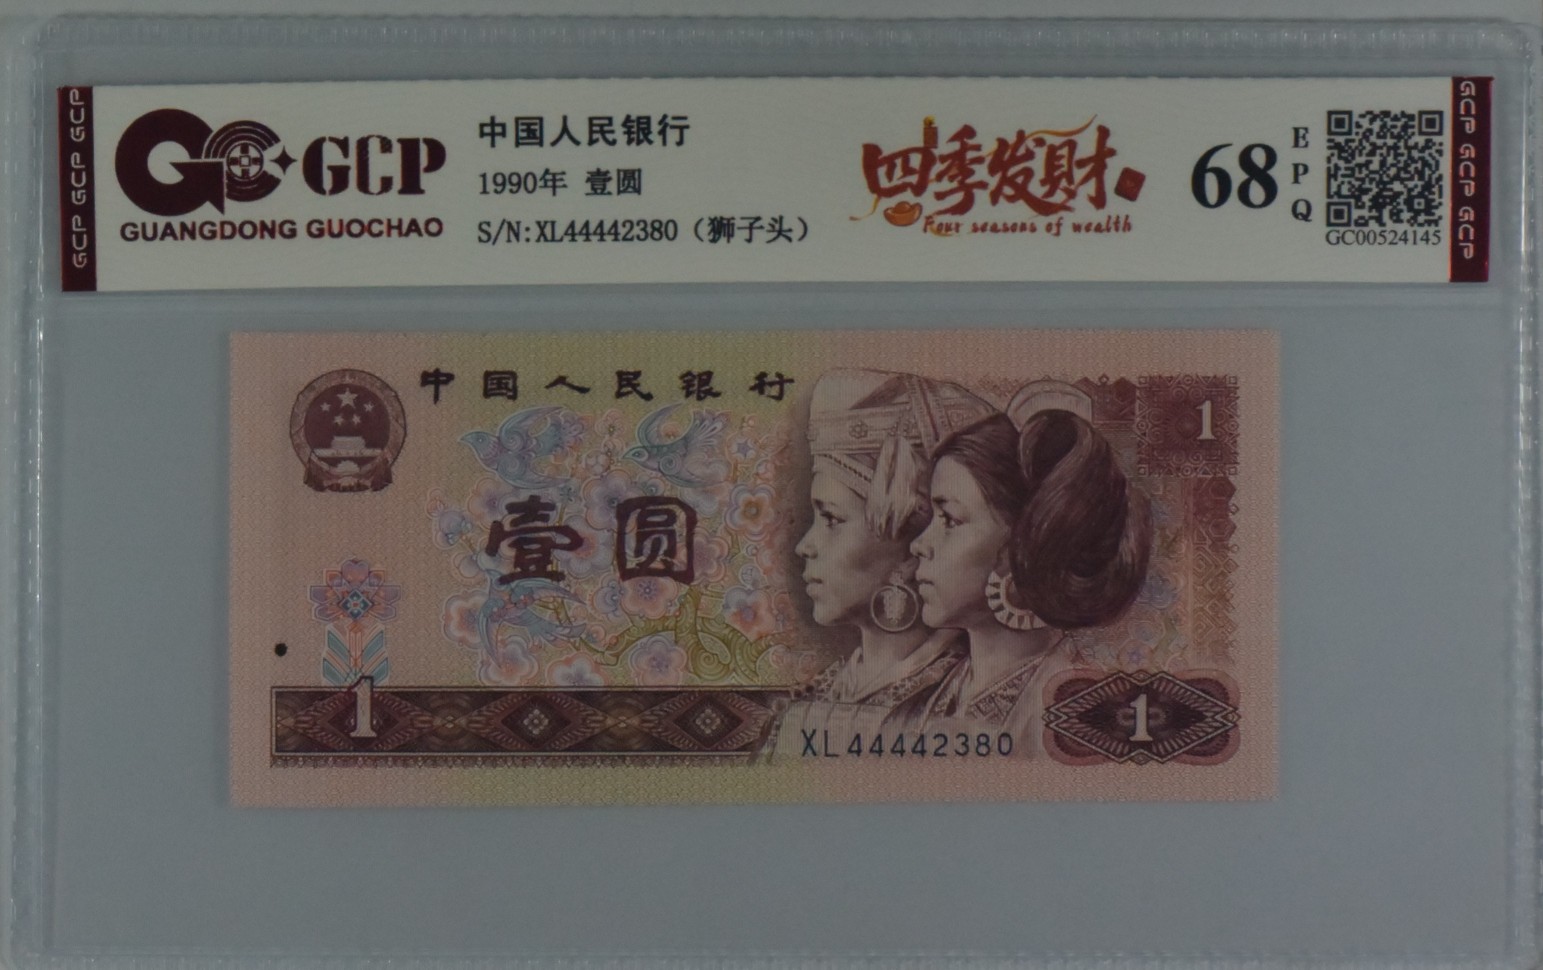 GCP GCP GCP
GCP
GUANGDONG GUOCHAO
中国人民银行
1990年 壹圆
S/N:XL44442380（狮子头）
四季发财
Four seasons of wealth
68
EPQ
GC00524145
GCP GCP GCP
中国人民银行
1
壹圆
1
XL44442380
1